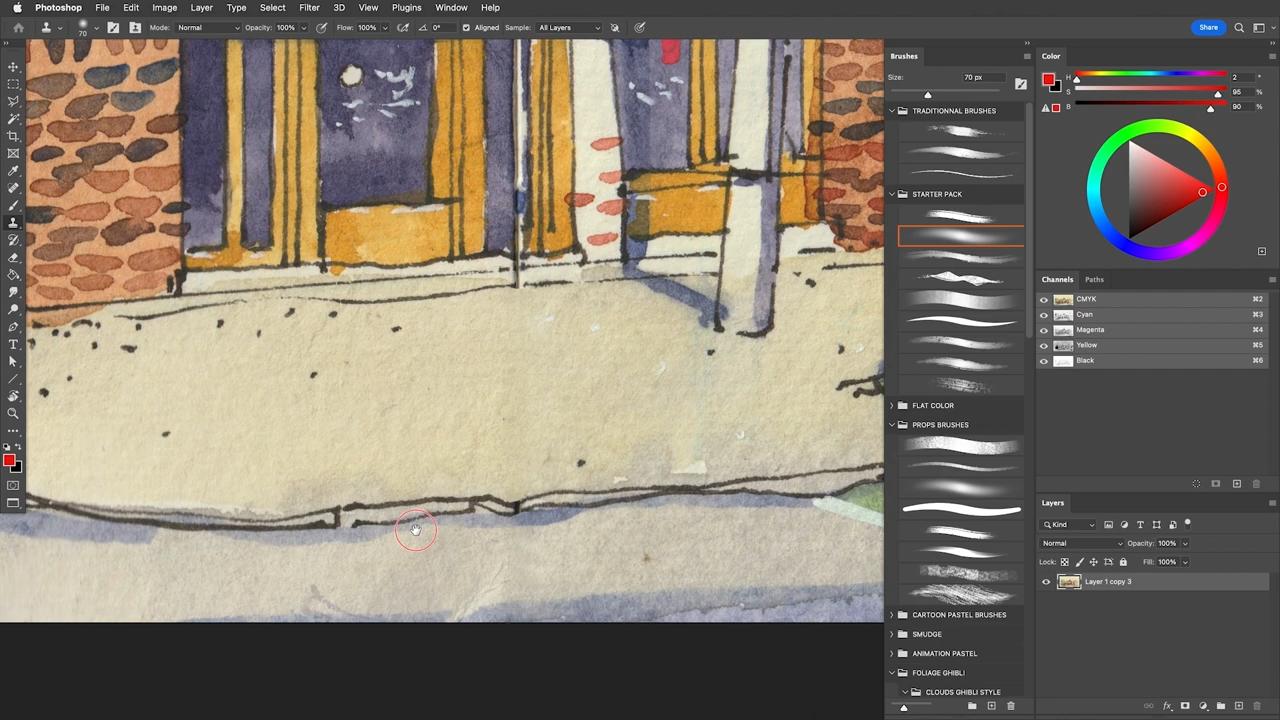 Photoshop File Edit Image Layer Type Select Filter 3D View Plugins Window Help
70 Mode: Normal Opacity: 100% Flow: 100% 0° Aligned Sample: All Layers Share
Brushes
Size: 70 px
TRADITIONNAL BRUSHES
STARTER PACK
FLAT COLOR
PROPS BRUSHES
CARTOON PASTEL BRUSHES
SMUDGE
ANIMATION PASTEL
FOLIAGE GHIBLI
CLOUDS GHIBLI STYLE
Color
H 2 °
S 95 %
B 90 %
Channels Paths
CMYK ⌘2
Cyan ⌘3
Magenta ⌘4
Yellow ⌘5
Black ⌘6
Layers
Kind
Normal Opacity: 100%
Lock: Fill: 100%
Layer 1 copy 3